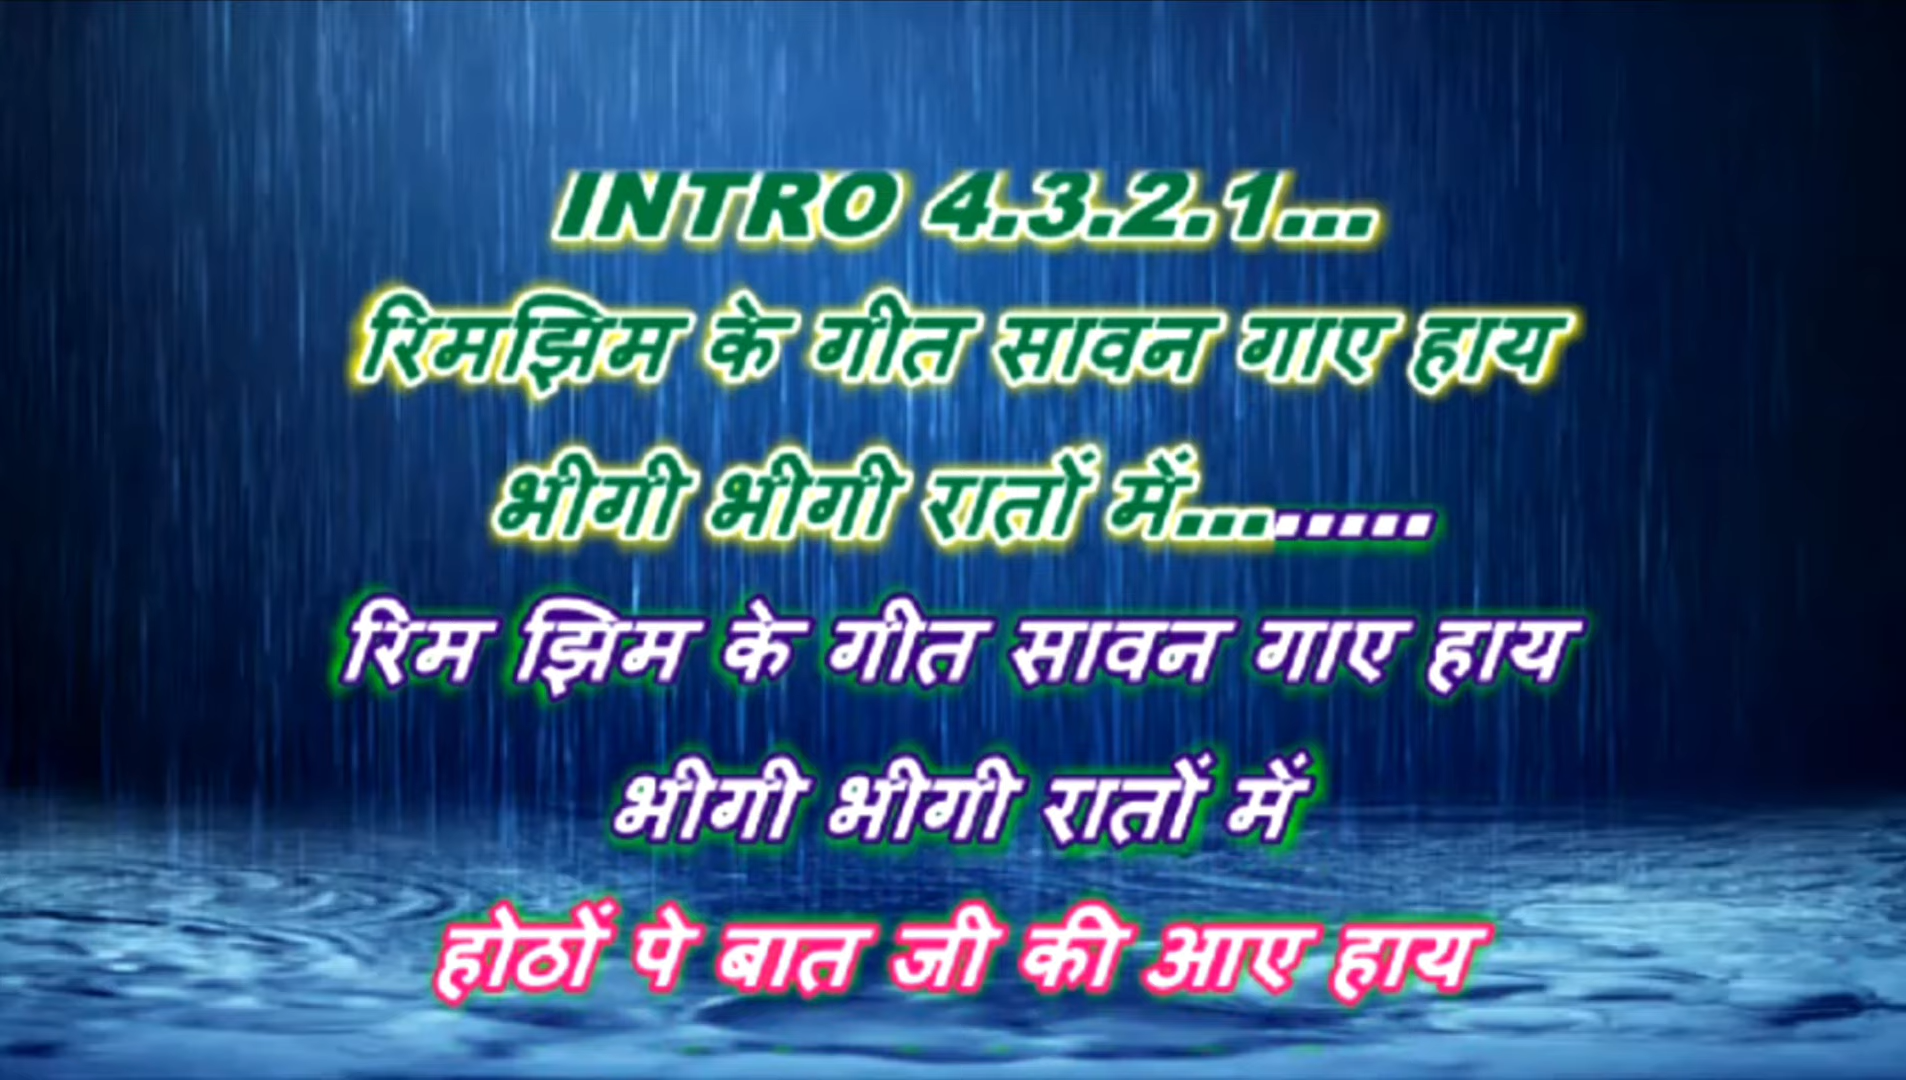 INTRO 4.3.2.1...
रिमझिम के गीत सावन गाए हाय
भीगी भीगी रातों में........
रिम झिम के गीत सावन गाए हाय
भीगी भीगी रातों में
होठों पे बात जी की आए हाय